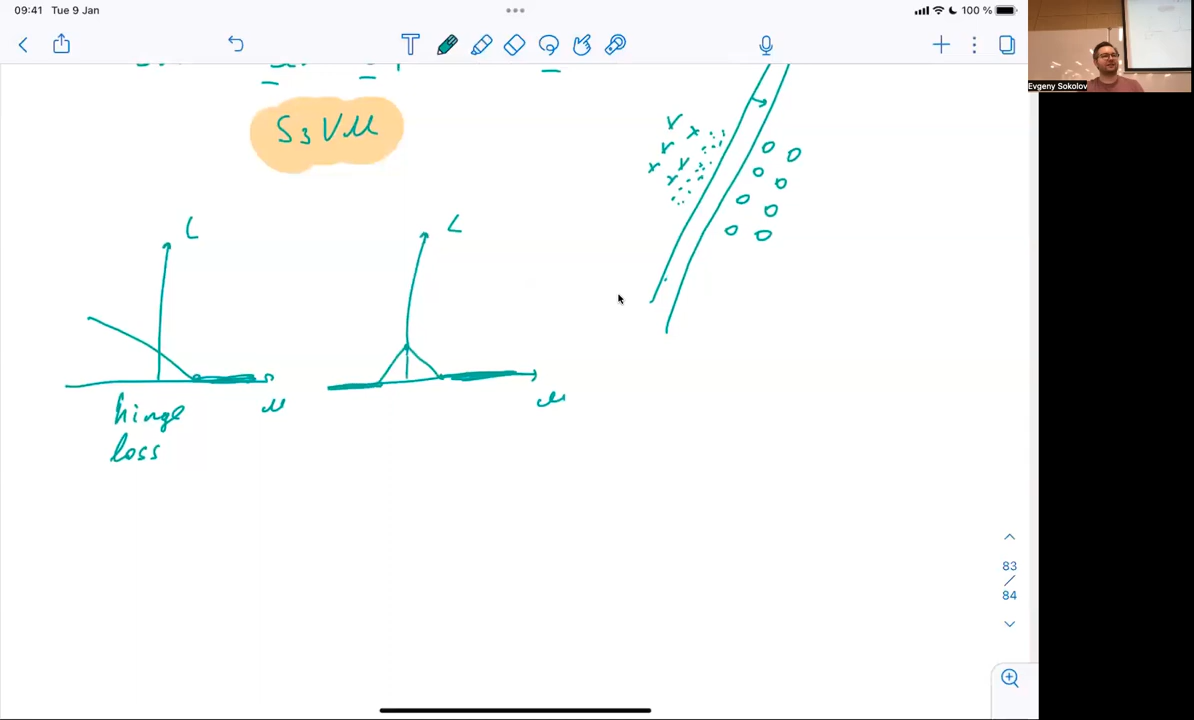 09:41 Tue 9 Jan
100 %
Evgeny Sokolov
S3VM
L
L
hinge
loss
M
M
83
/
84